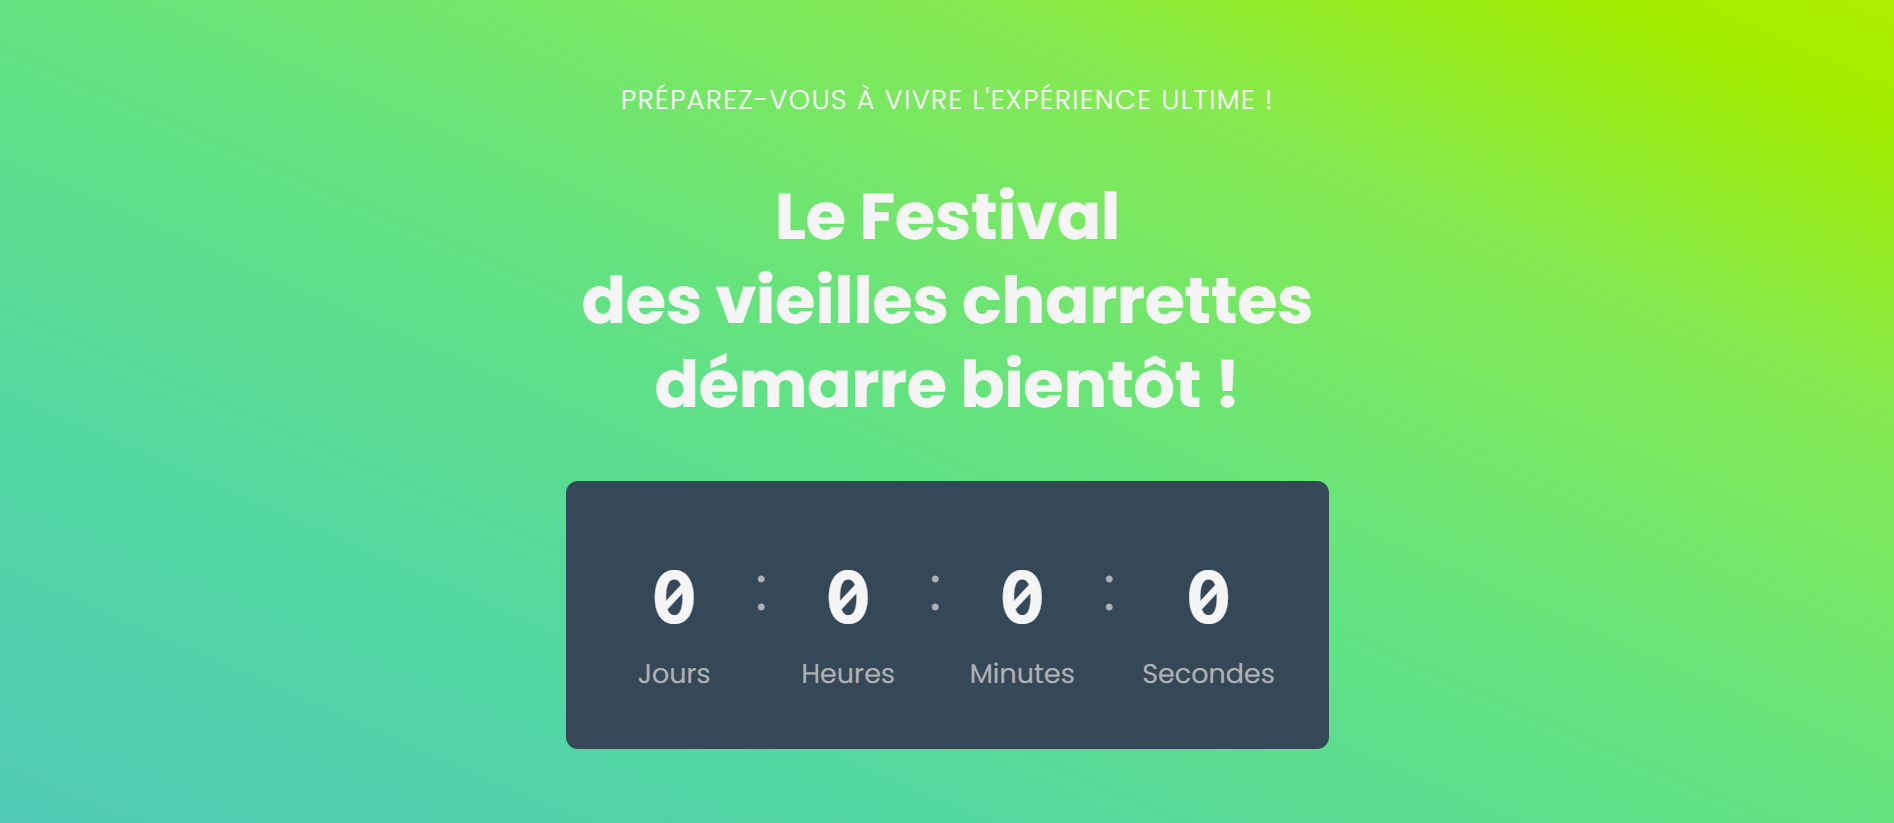 PRÉPAREZ-VOUS À VIVRE L'EXPÉRIENCE ULTIME !
Le Festival
des vieilles charrettes
démarre bientôt !
0 : 0 : 0 : 0
Jours Heures Minutes Secondes